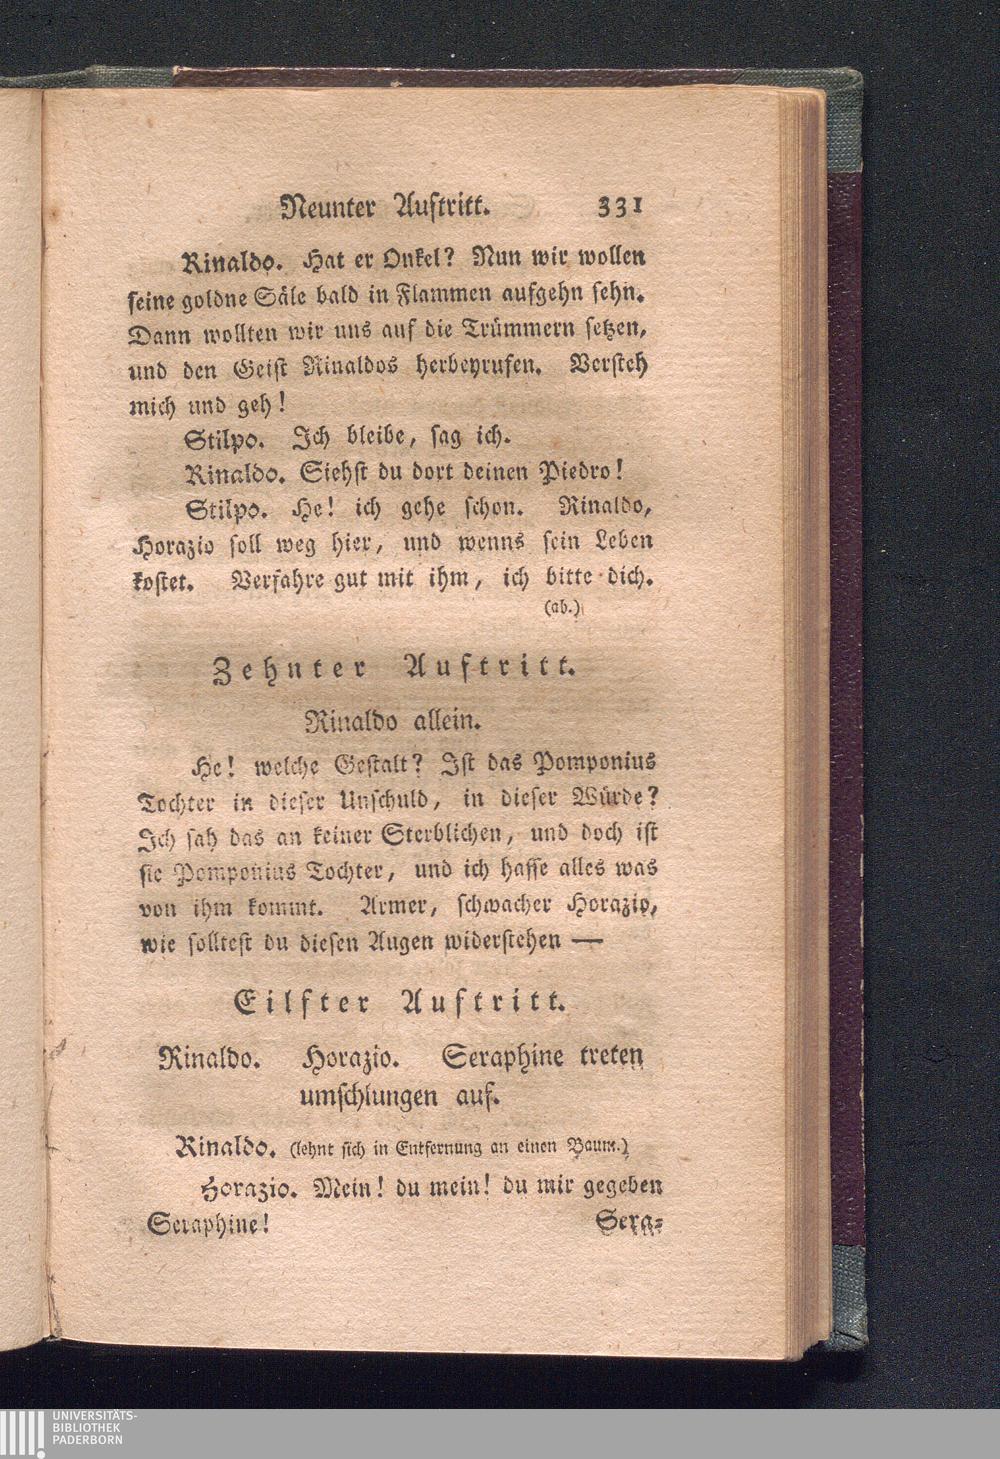 Neunter Auftritt. 331
Rinaldo. Hat er Onkel? Nun wir wollen
seine goldne Säle bald in Flammen aufgehn sehn.
Dann wollten wir uns auf die Trümmern setzen,
und den Geist Rinaldos herbeyrufen. Versteh
mich und geh!
Stilpo. Ich bleibe, sag ich.
Rinaldo. Siehst du dort deinen Piedro!
Stilpo. He! ich gehe schon. Rinaldo,
Horazio soll weg hier, und wenns sein Leben
kostet. Verfahre gut mit ihm, ich bitte dich.
(ab.)
Zehnter Auftritt.
Rinaldo allein.
He! welche Gestalt? Ist das Pomponius
Tochter in dieser Unschuld, in dieser Würde?
Ich sah das an keiner Sterblichen, und doch ist
sie Pomponius Tochter, und ich hasse alles was
von ihm kommt. Armer, schwacher Horazio,
wie solltest du diesen Augen widerstehen —
Eilfter Auftritt.
Rinaldo. Horazio. Seraphine treten
umschlungen auf.
Rinaldo. (lehnt sich in Entfernung an einen Baum.)
Horazio. Mein! du mein! du mir gegeben
Seraphine! Sera-
UNIVERSITÄTS-
BIBLIOTHEK
PADERBORN